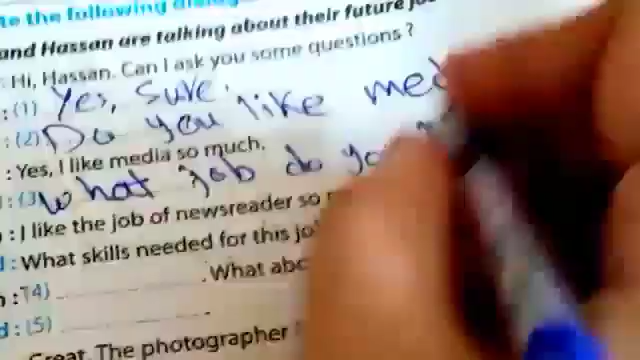 te the following dialog
and Hassan are talking about their future jo
: Hi, Hassan. Can I ask you some questions?
: (1) Yes, Sure.
: (2) Do you like med
: Yes, I like media so much.
: (3) what job do yo
: I like the job of newsreader so
d : What skills needed for this jo
n : (4) . What abo
d : (5) .
Great. The photographer